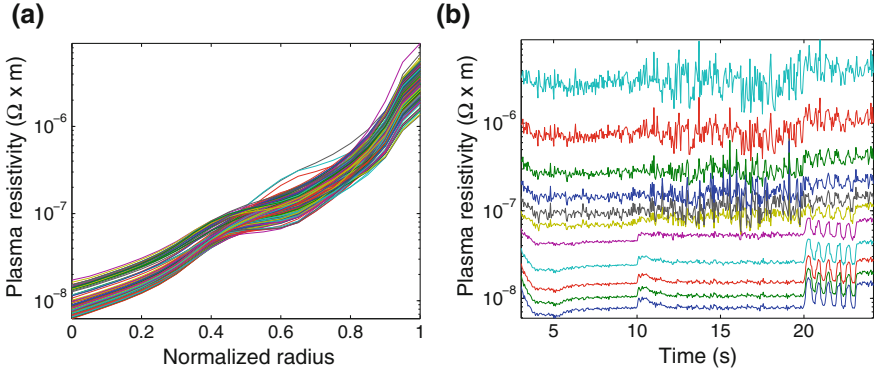 (a)
Plasma resistivity (Ω x m)
10⁻⁶
10⁻⁷
10⁻⁸
0 0.2 0.4 0.6 0.8 1
Normalized radius
(b)
Plasma resistivity (Ω x m)
10⁻⁶
10⁻⁷
10⁻⁸
5 10 15 20
Time (s)